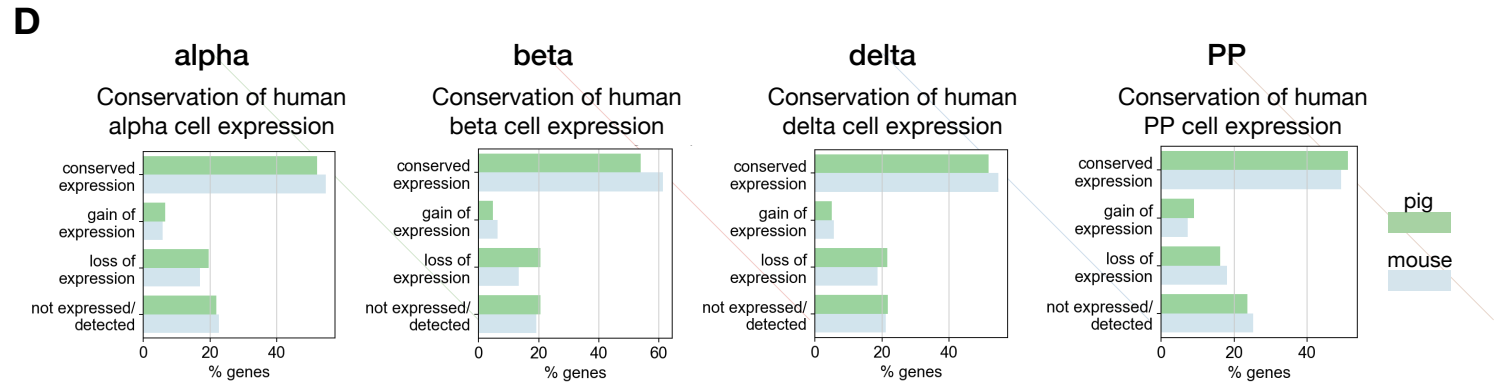 D
alpha
Conservation of human
alpha cell expression
conserved
expression
gain of
expression
loss of
expression
not expressed/
detected
0 20 40
% genes
beta
Conservation of human
beta cell expression
conserved
expression
gain of
expression
loss of
expression
not expressed/
detected
0 20 40 60
% genes
delta
Conservation of human
delta cell expression
conserved
expression
gain of
expression
loss of
expression
not expressed/
detected
0 20 40
% genes
PP
Conservation of human
PP cell expression
conserved
expression
gain of
expression
loss of
expression
not expressed/
detected
0 20 40
% genes
pig
mouse